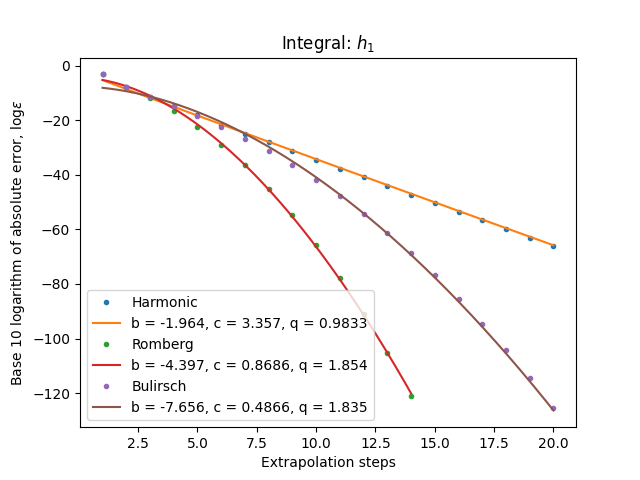 Integral: h₁
Base 10 logarithm of absolute error, logε
0
−20
−40
−60
−80
−100
−120
Harmonic
b = -1.964, c = 3.357, q = 0.9833
Romberg
b = -4.397, c = 0.8686, q = 1.854
Bulirsch
b = -7.656, c = 0.4866, q = 1.835
2.5 5.0 7.5 10.0 12.5 15.0 17.5 20.0
Extrapolation steps